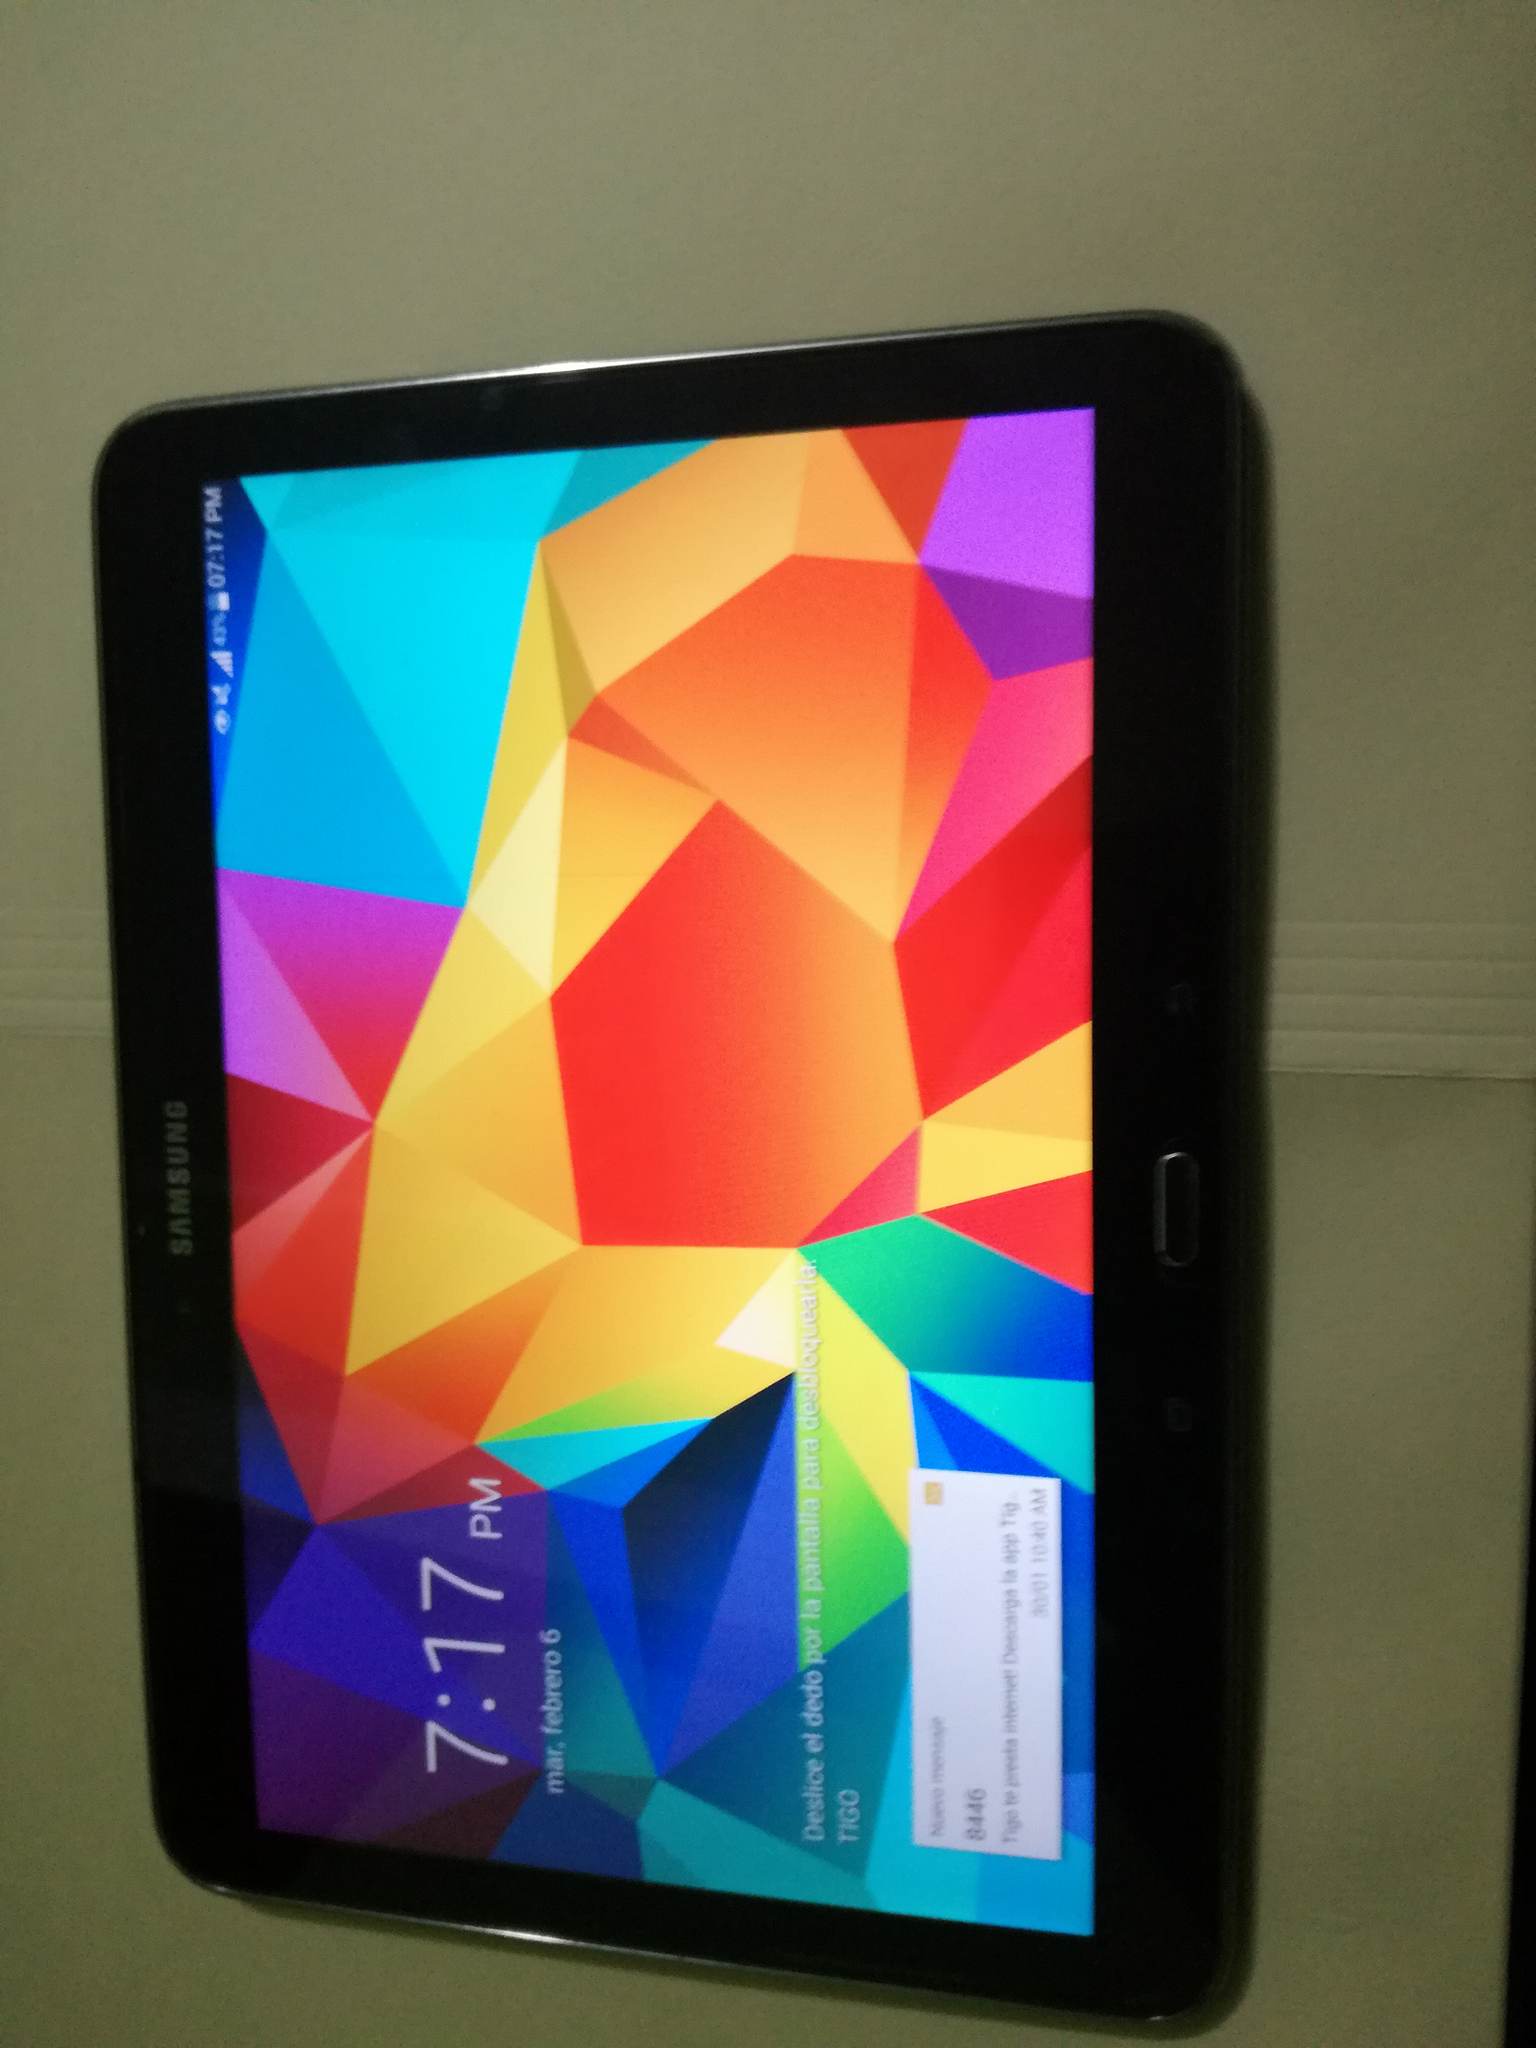 43% 07:17 PM
SAMSUNG
7:17 PM
mar, febrero 6
Deslice el dedo por la pantalla para desbloquearla.
TIGO
Nuevo mensaje
8446
Tigo te presta internet! Descarga la app Tig...
30/01 10:40 AM